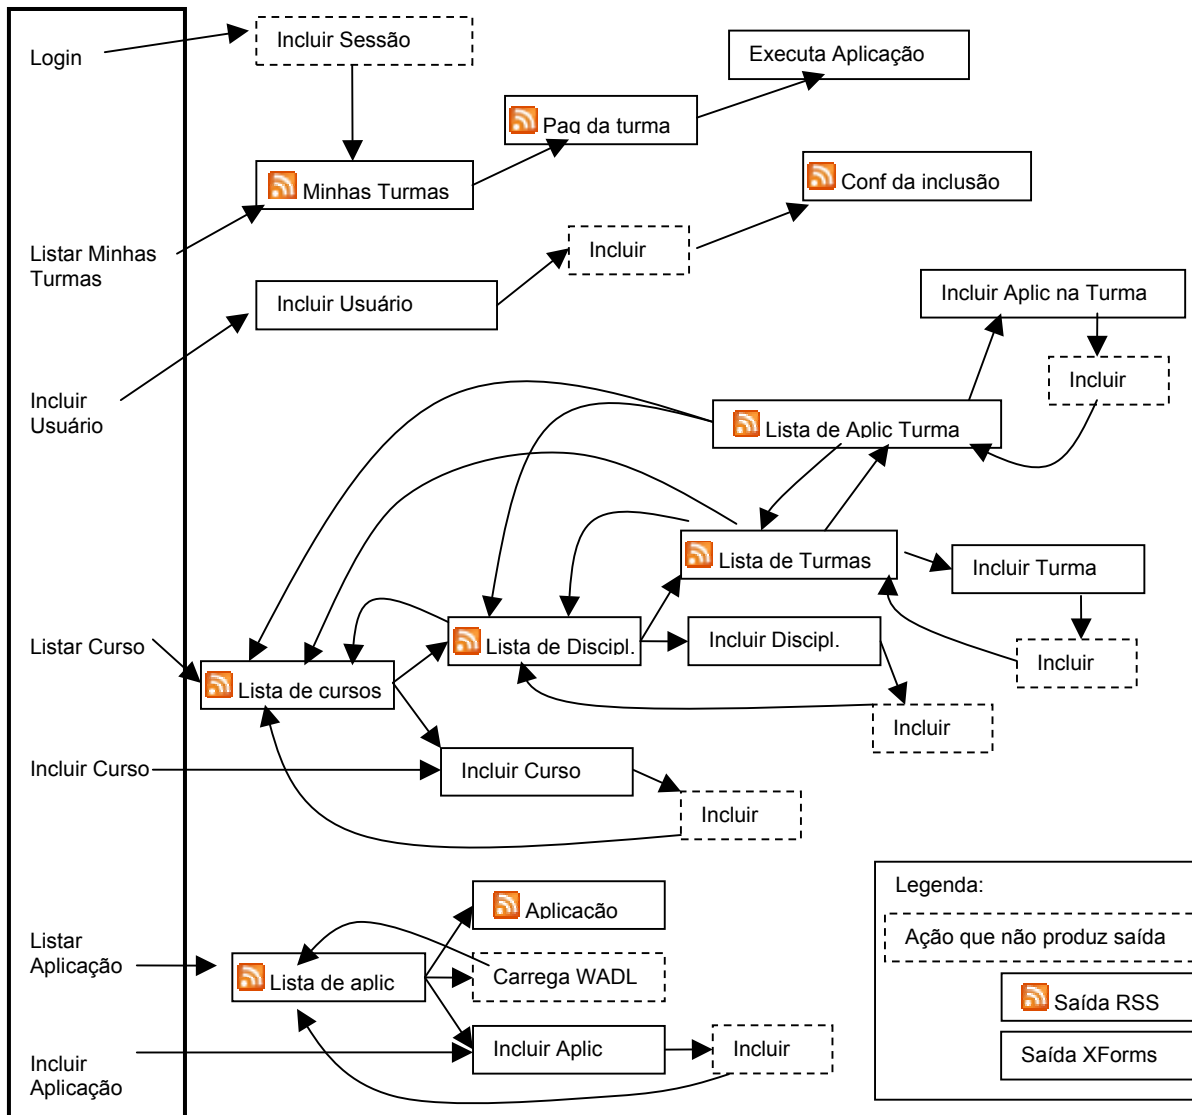 Login
Incluir Sessão
Executa Aplicação
Pag da turma
Minhas Turmas
Conf da inclusão
Listar Minhas
Turmas
Incluir
Incluir Usuário
Incluir Aplic na Turma
Incluir
Incluir
Usuário
Lista de Aplic Turma
Lista de Turmas
Incluir Turma
Listar Curso
Lista de Discipl.
Incluir Discipl.
Incluir
Lista de cursos
Incluir
Incluir Curso
Incluir Curso
Incluir
Legenda:
Aplicação
Listar
Aplicação
Ação que não produz saída
Lista de aplic
Carrega WADL
Saída RSS
Incluir
Aplicação
Incluir Aplic
Incluir
Saída XForms